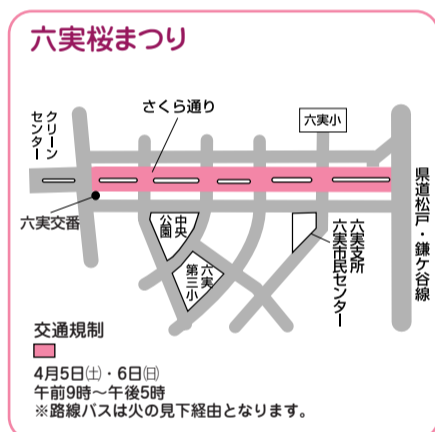 六実桜まつり
さくら通り
六実小
クリーン
センター
六実交番
中央
公園
六実
第三小
六実支所
六実市民センター
県道松戸・鎌ケ谷線
交通規制
4月5日㈯・6日㈰
午前9時～午後5時
※路線バスは火の見下経由となります。